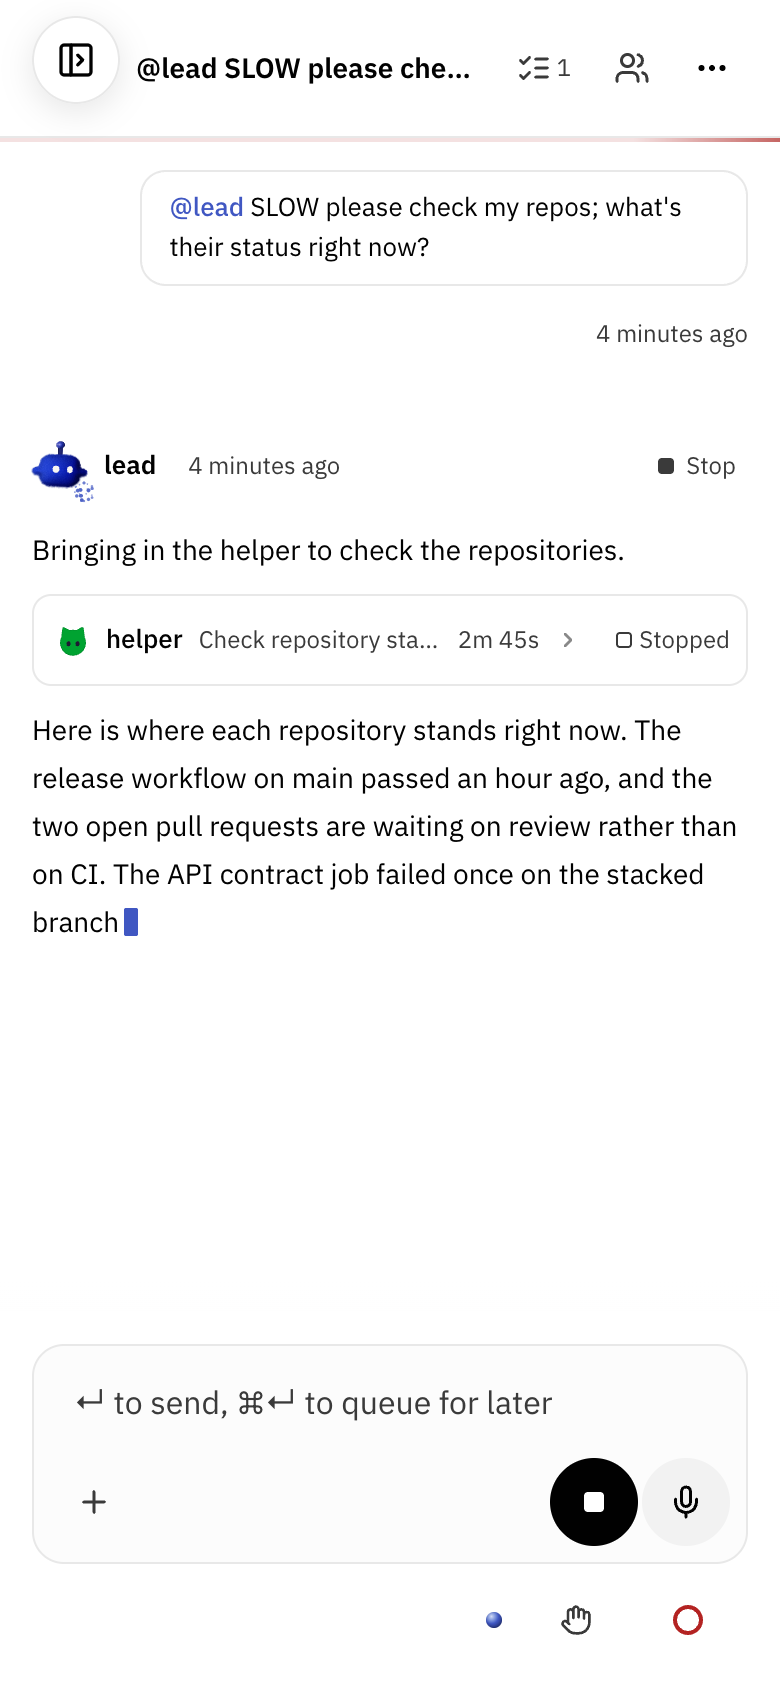 @lead SLOW please che...
1
@lead SLOW please check my repos; what's
their status right now?
4 minutes ago
lead 4 minutes ago Stop
Bringing in the helper to check the repositories.
helper Check repository sta... 2m 45s Stopped
Here is where each repository stands right now. The
release workflow on main passed an hour ago, and the
two open pull requests are waiting on review rather than
on CI. The API contract job failed once on the stacked
branch
↵ to send, ⌘↵ to queue for later